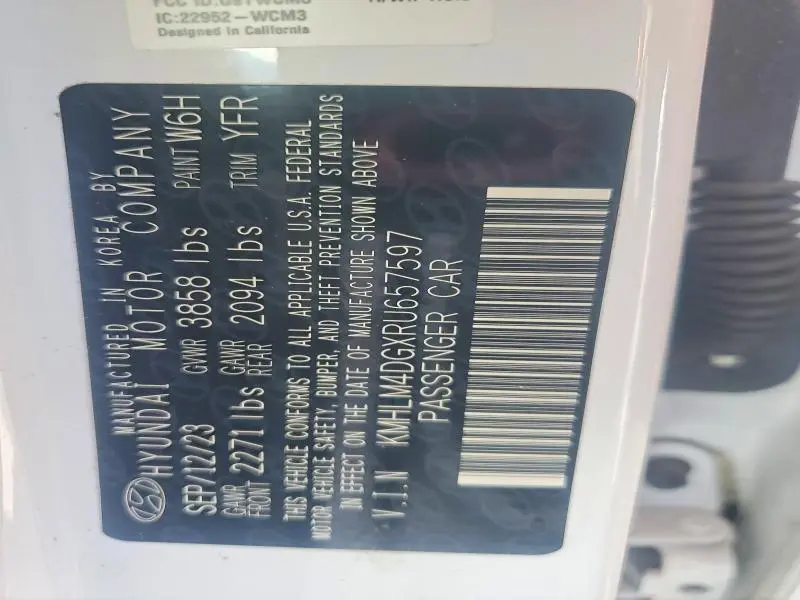 IC:22952-WCM3
Designed in California
MANUFACTURED IN KOREA BY
HYUNDAI MOTOR COMPANY
SEP/12/23 GVWR 3858 lbs PAINT W6H
GAWR FRONT 2271 lbs GAWR REAR 2094 lbs TRIM YFR
THIS VEHICLE CONFORMS TO ALL APPLICABLE U.S.A. FEDERAL
MOTOR VEHICLE SAFETY, BUMPER, AND THEFT PREVENTION STANDARDS
IN EFFECT ON THE DATE OF MANUFACTURE SHOWN ABOVE
V.I.N KMHLM4DGXRU657597
PASSENGER CAR